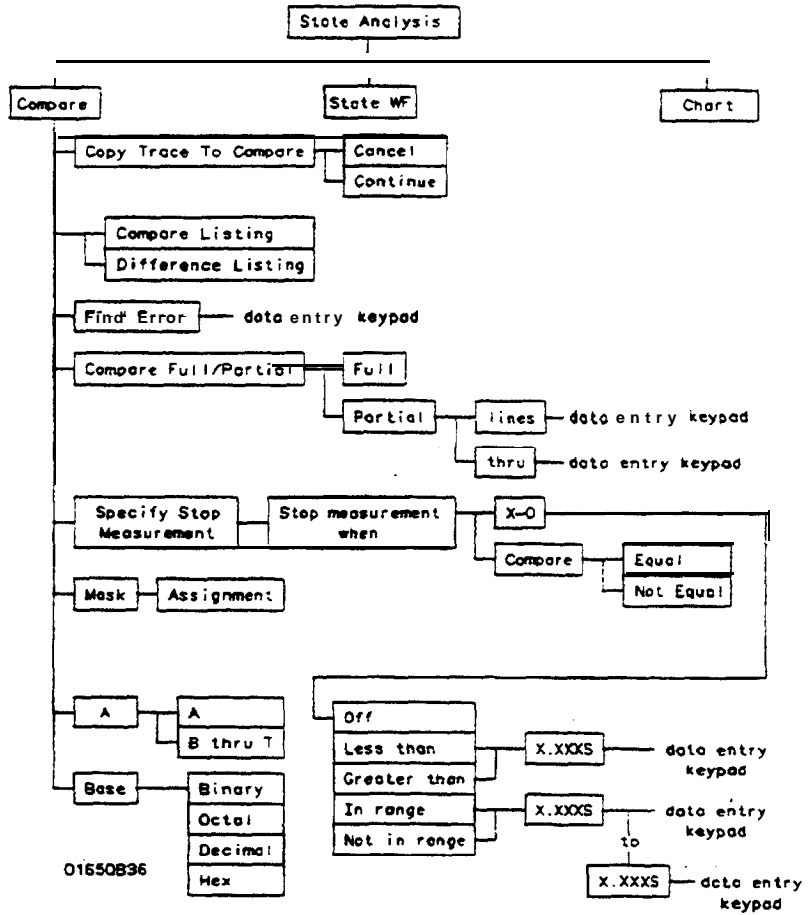 State Analysis
Compare
State WF
Chart
Copy Trace To Compare
Cancel
Continue
Compare Listing
Difference Listing
Find Error
data entry keypad
Compare Full/Partial
Full
Partial
lines
data entry keypad
thru
data entry keypad
Specify Stop
Measurement
Stop measurement
when
X-O
Compare
Equal
Not Equal
Mask
Assignment
A
A
B thru T
Off
Less than
X.XXXS
data entry
keypad
Greater than
Base
Binary
In range
X.XXXS
data entry
keypad
Octal
Not in range
to
Decimal
Hex
X.XXXS
data entry
keypad
01650B36